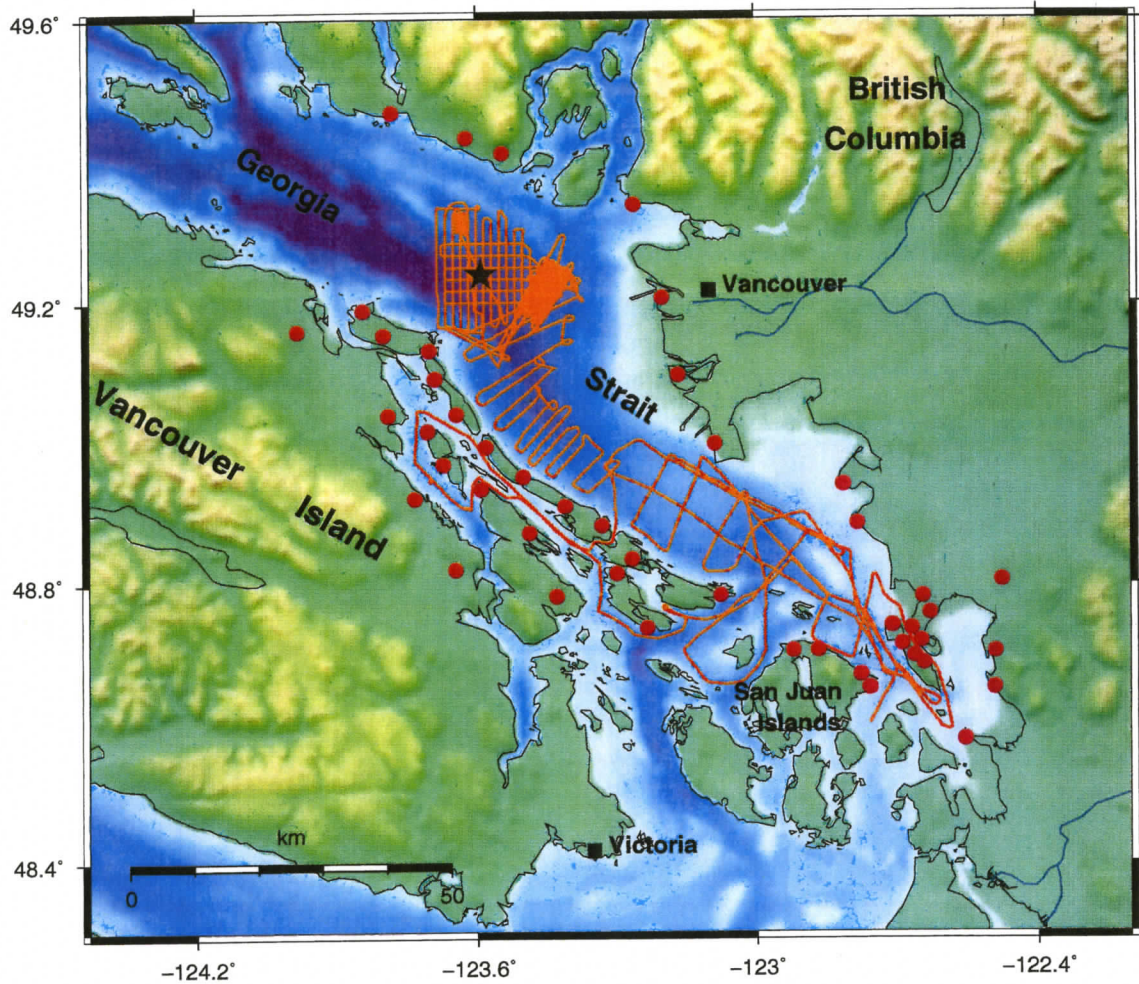 49.6°
British
Columbia
Georgia
Vancouver
49.2°
Strait
Vancouver
Island
48.8°
San Juan
Islands
km
Victoria
48.4°
0
50
−124.2°
−123.6°
−123°
−122.4°